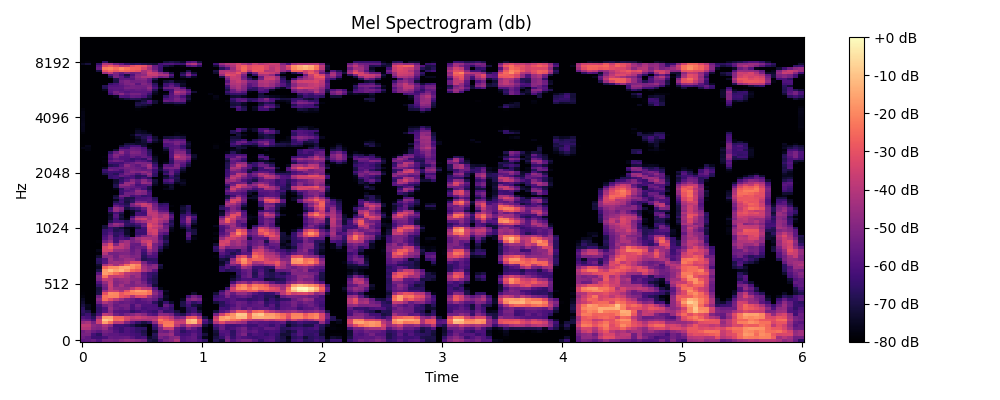 Mel Spectrogram (db)
Hz
8192
4096
2048
1024
512
0
0 1 2 3 4 5 6
Time
+0 dB
-10 dB
-20 dB
-30 dB
-40 dB
-50 dB
-60 dB
-70 dB
-80 dB